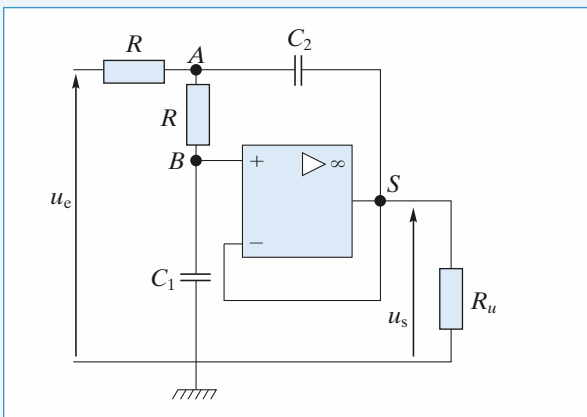 R
A
C₂
R
B
+
▷ ∞
S
uₑ
−
C₁
uₛ
Rᵤ